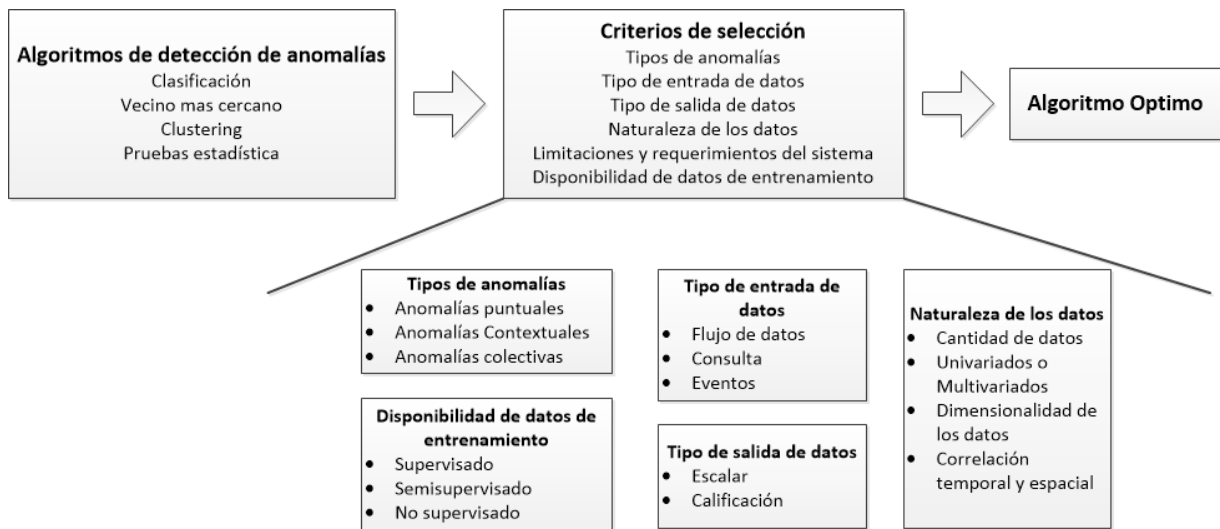 Algoritmos de detección de anomalías
Clasificación
Vecino mas cercano
Clustering
Pruebas estadística
Criterios de selección
Tipos de anomalías
Tipo de entrada de datos
Tipo de salida de datos
Naturaleza de los datos
Limitaciones y requerimientos del sistema
Disponibilidad de datos de entrenamiento
Algoritmo Optimo
Tipos de anomalías
• Anomalías puntuales
• Anomalías Contextuales
• Anomalías colectivas
Disponibilidad de datos de
entrenamiento
• Supervisado
• Semisupervisado
• No supervisado
Tipo de entrada de
datos
• Flujo de datos
• Consulta
• Eventos
Tipo de salida de datos
• Escalar
• Calificación
Naturaleza de los datos
• Cantidad de datos
• Univariados o
Multivariados
• Dimensionalidad de
los datos
• Correlación
temporal y espacial